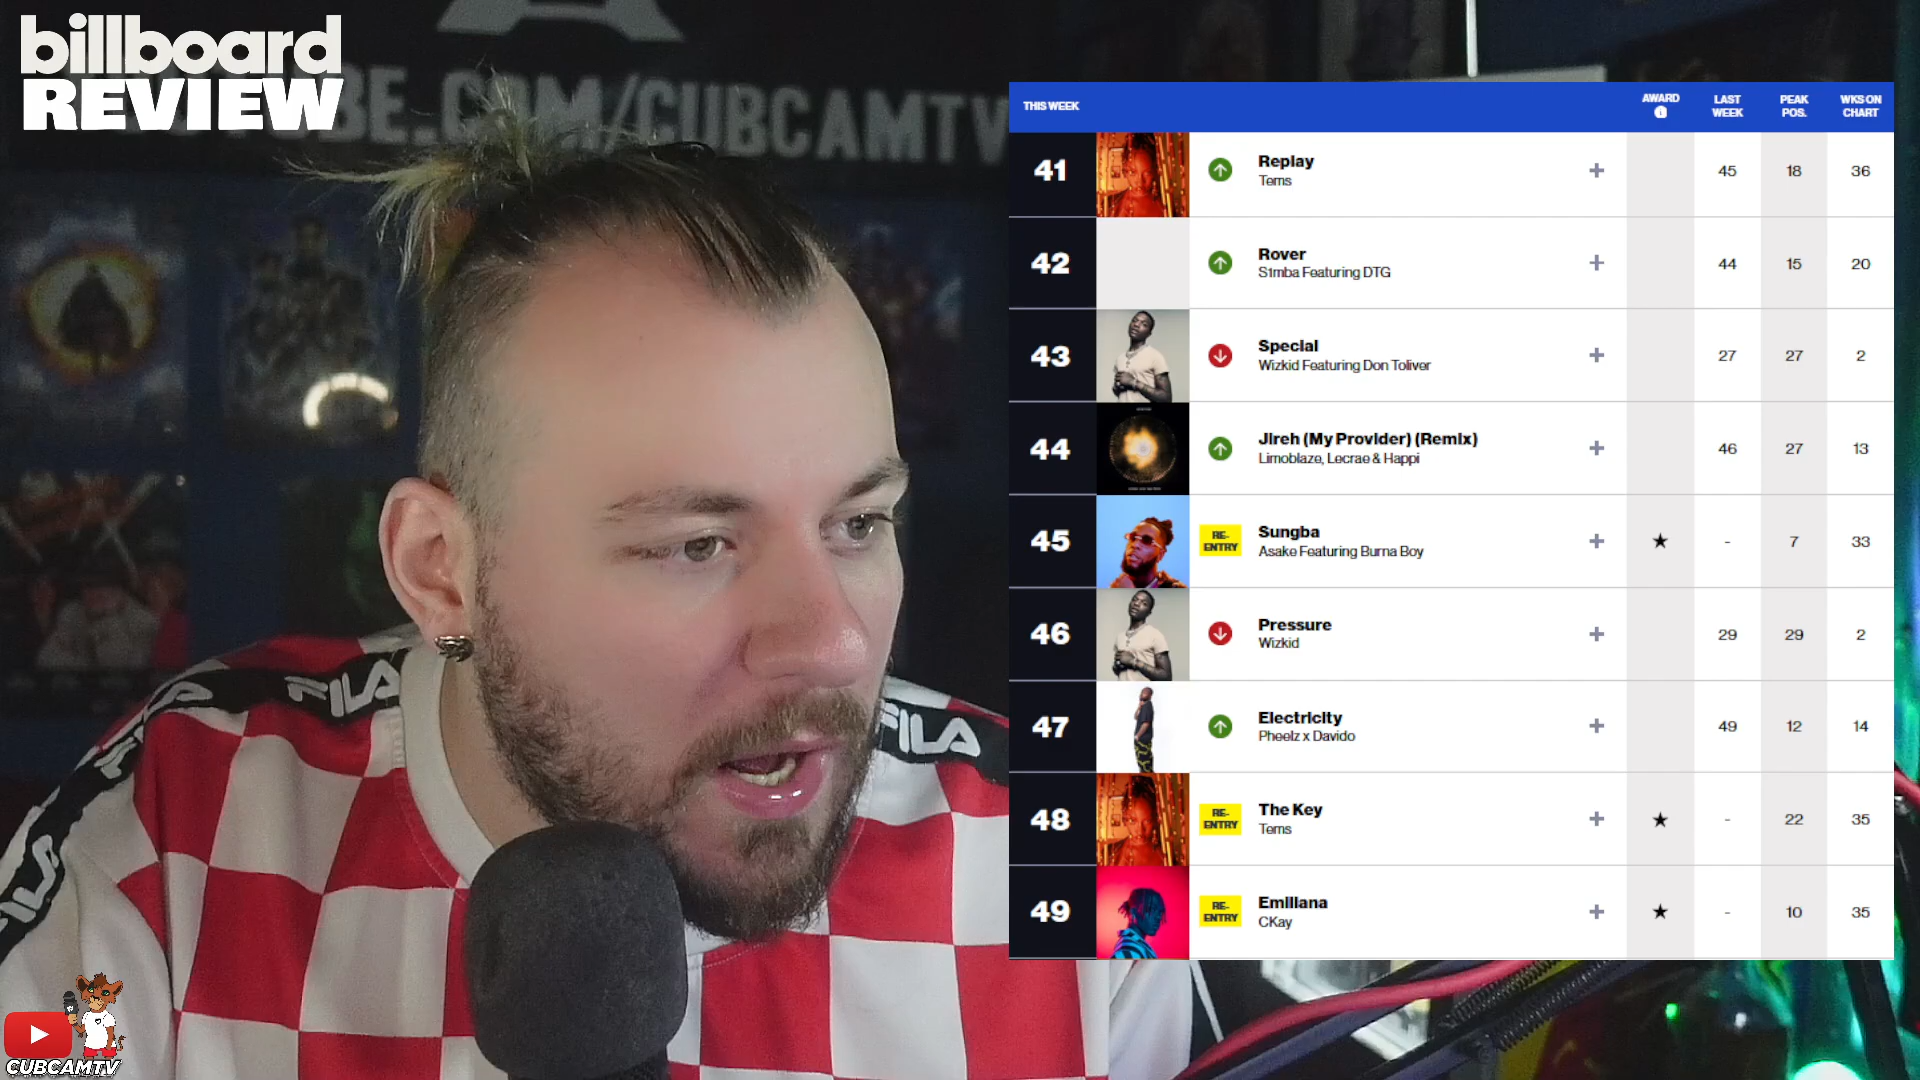 billboard
REVIEW
BE.COM/CUBCAMTV
FILA
FILA
FILA
THIS WEEK
AWARD
LAST WEEK
PEAK POS.
WKS ON CHART
41
Replay
Tems
+
45
18
36
42
Rover
S1mba Featuring DTG
+
44
15
20
43
Special
Wizkid Featuring Don Toliver
+
27
27
2
44
Jireh (My Provider) (Remix)
Limoblaze, Lecrae & Happi
+
46
27
13
45
RE-ENTRY
Sungba
Asake Featuring Burna Boy
+
★
-
7
33
46
Pressure
Wizkid
+
29
29
2
47
Electricity
Pheelz x Davido
+
49
12
14
48
RE-ENTRY
The Key
Tems
+
★
-
22
35
49
RE-ENTRY
Emiliana
CKay
+
★
-
10
35
CUBCAMTV